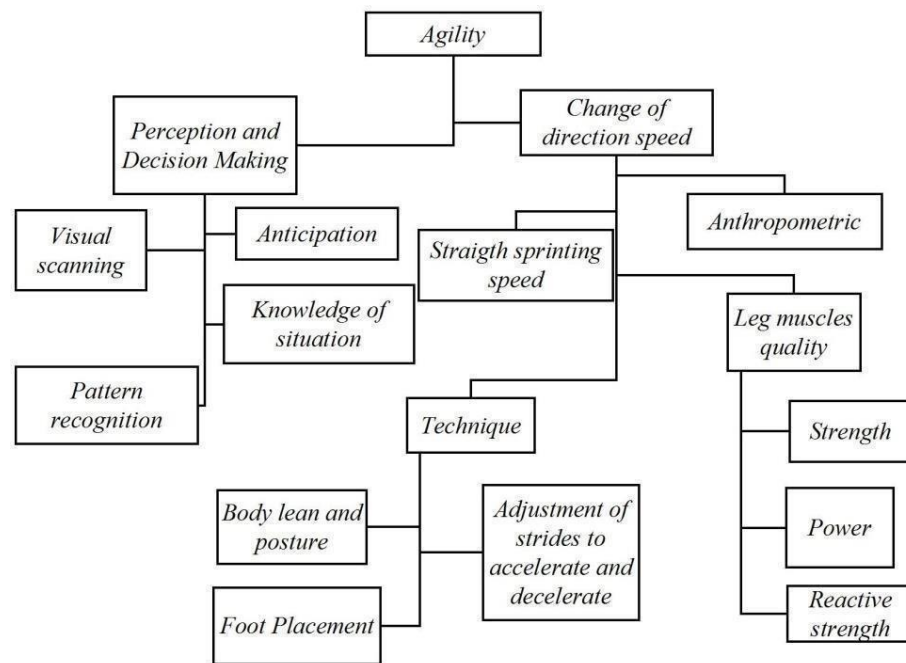 Agility
Perception and
Decision Making
Change of
direction speed
Visual
scanning
Anticipation
Knowledge of
situation
Pattern
recognition
Straigth sprinting
speed
Anthropometric
Leg muscles
quality
Technique
Strength
Power
Reactive
strength
Body lean and
posture
Adjustment of
strides to
accelerate and
decelerate
Foot Placement